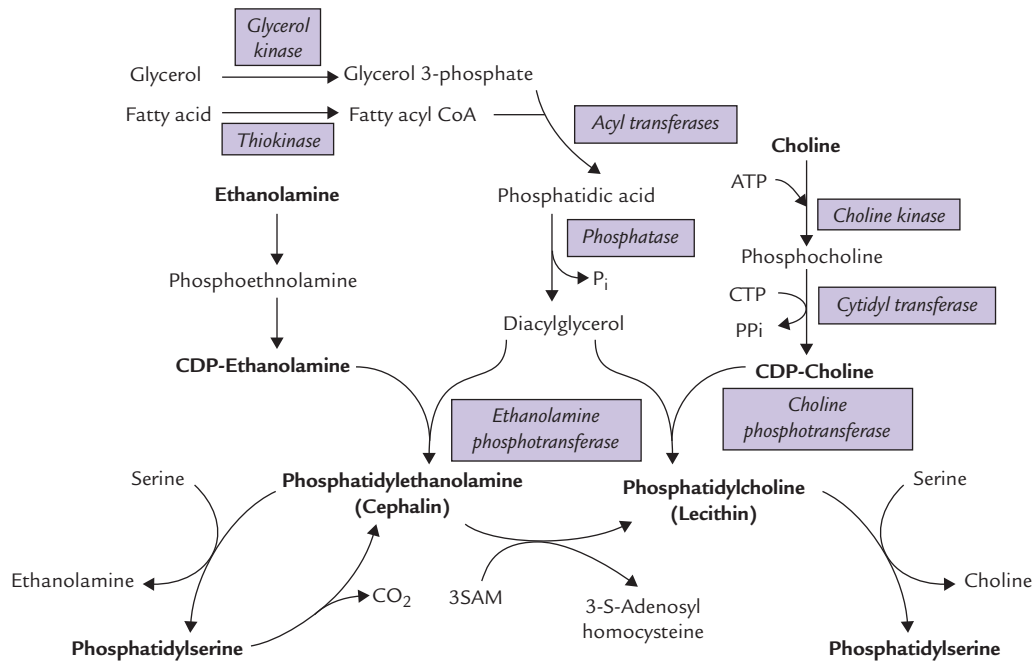 Glycerol
kinase
Glycerol
Glycerol 3-phosphate
Fatty acid
Fatty acyl CoA
Thiokinase
Acyl transferases
Choline
ATP
Ethanolamine
Phosphatidic acid
Choline kinase
Phosphatase
Phosphocholine
Phosphoethnolamine
Pi
CTP
Cytidyl transferase
PPi
Diacylglycerol
CDP-Ethanolamine
CDP-Choline
Ethanolamine
phosphotransferase
Choline
phosphotransferase
Serine
Phosphatidylethanolamine
(Cephalin)
Phosphatidylcholine
(Lecithin)
Serine
Ethanolamine
CO2
3SAM
3-S-Adenosyl
homocysteine
Choline
Phosphatidylserine
Phosphatidylserine